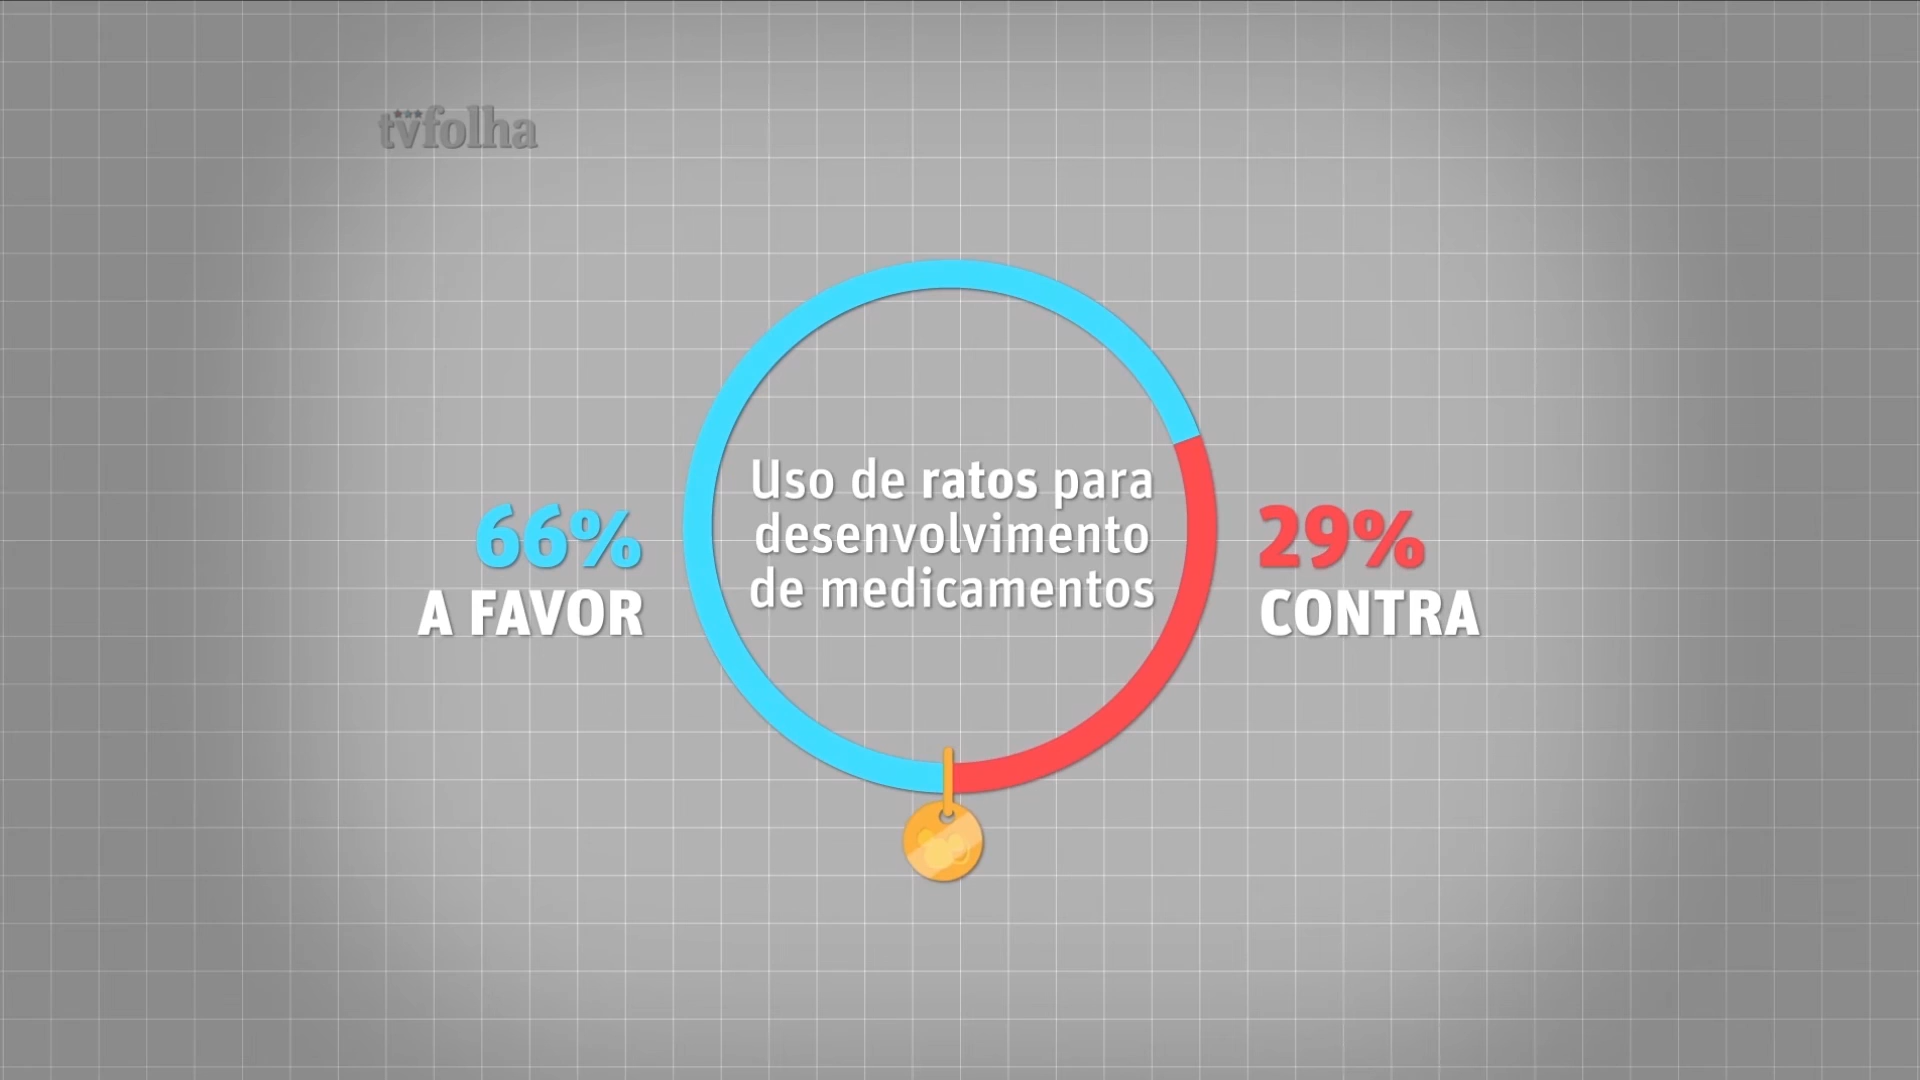 tvfolha
Uso de ratos para
desenvolvimento
de medicamentos
66%
A FAVOR
29%
CONTRA